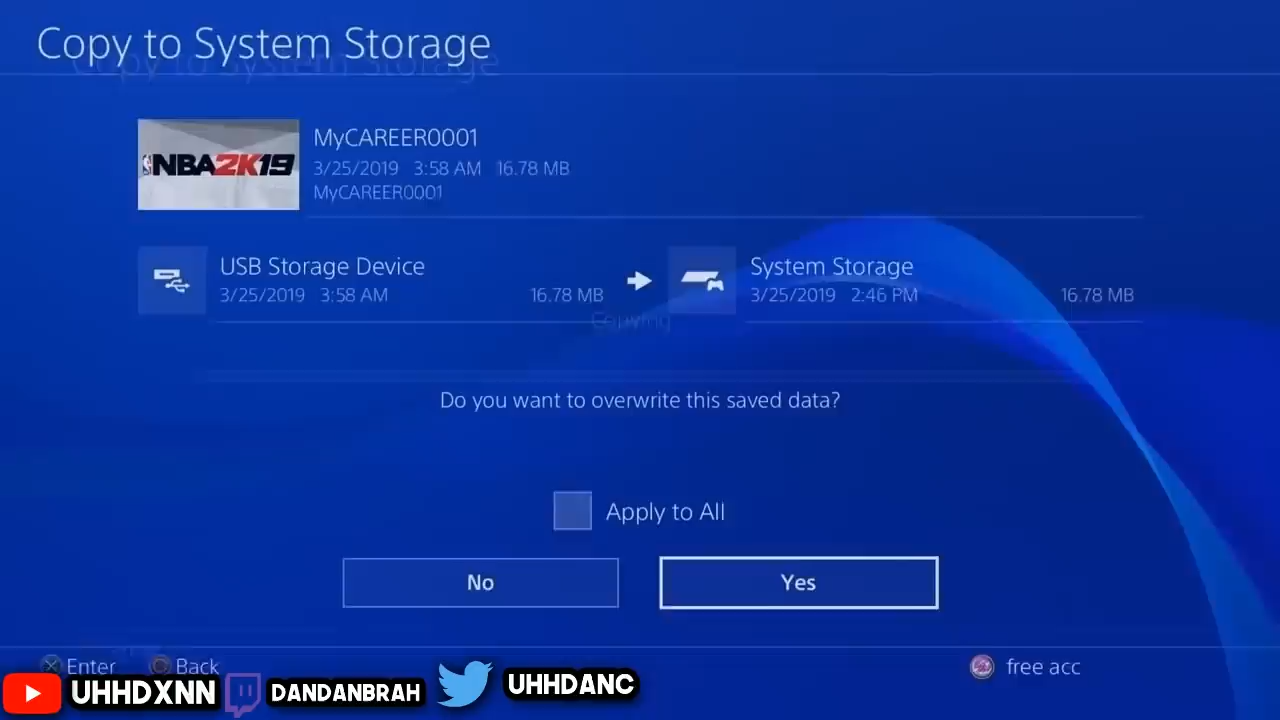 Copy to System Storage
NBA2K19
MyCAREER0001
3/25/2019 3:58 AM 16.78 MB
MyCAREER0001
USB Storage Device
3/25/2019 3:58 AM 16.78 MB
System Storage
3/25/2019 2:46 PM 16.78 MB
Copying
Do you want to overwrite this saved data?
Apply to All
No
Yes
Enter
Back
free acc
UHHDXNN
DANDANBRAH
UHHDANC